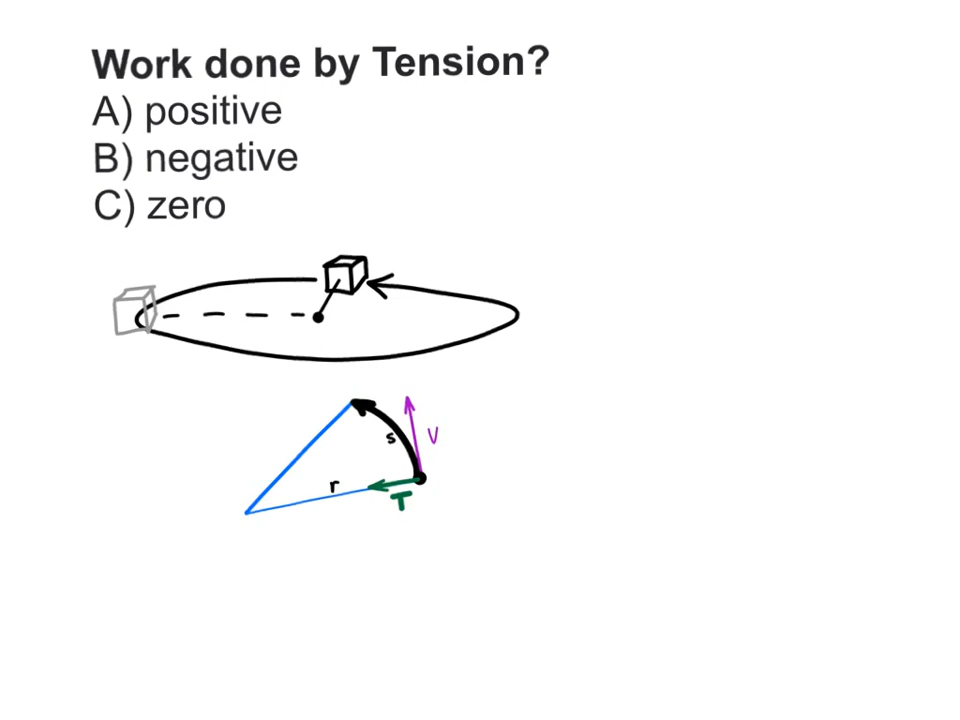 Work done by Tension?
A) positive
B) negative
C) zero
s
v
r
T